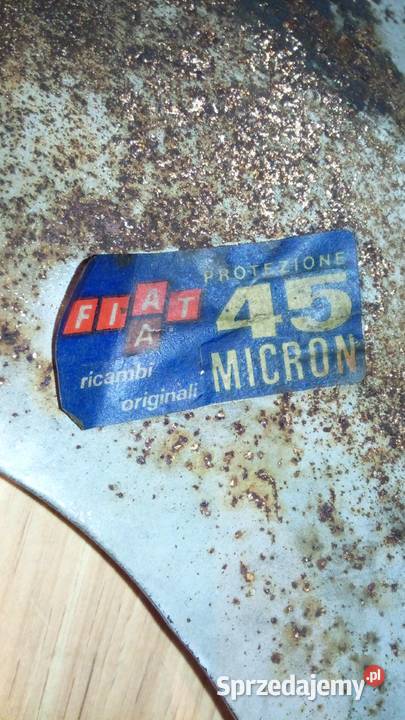 FIAT
A
A
ricambi
originali
PROTEZIONE
45
MICRON
Sprzedajemy.pl